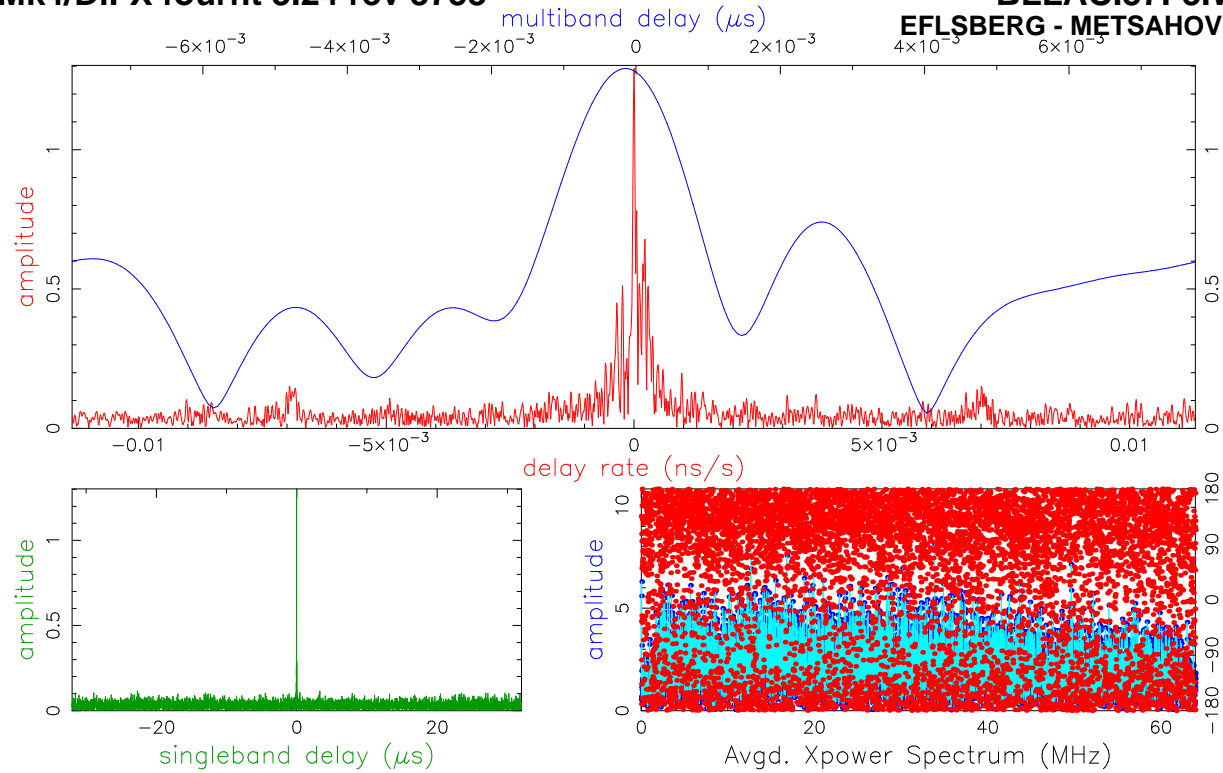 multiband delay (μs)
EFLSBERG - METSAHOV
−6×10⁻³ −4×10⁻³ −2×10⁻³ 0 2×10⁻³ 4×10⁻³ 6×10⁻³
amplitude
0 0.5 1
0 0.5 1
−0.01 −5×10⁻³ 0 5×10⁻³ 0.01
delay rate (ns/s)
amplitude
0 0.5 1
−20 0 20
singleband delay (μs)
amplitude
0 5 10
−180 −90 0 90 180
0 20 40 60
Avgd. Xpower Spectrum (MHz)